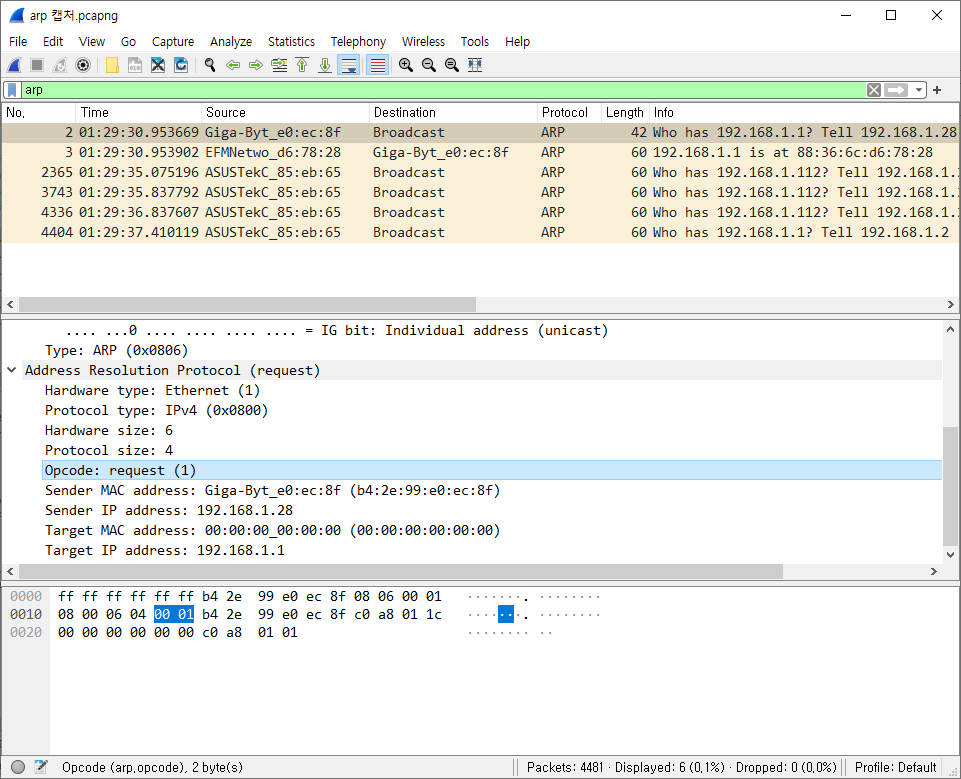 arp 캡처.pcapng
File Edit View Go Capture Analyze Statistics Telephony Wireless Tools Help
arp
No. Time Source Destination Protocol Length Info
2 01:29:30.953669 Giga-Byt_e0:ec:8f Broadcast ARP 42 Who has 192.168.1.1? Tell 192.168.1.28
3 01:29:30.953902 EFMNetwo_d6:78:28 Giga-Byt_e0:ec:8f ARP 60 192.168.1.1 is at 88:36:6c:d6:78:28
2365 01:29:35.075196 ASUSTekC_85:eb:65 Broadcast ARP 60 Who has 192.168.1.112? Tell 192.168.1.
3743 01:29:35.837792 ASUSTekC_85:eb:65 Broadcast ARP 60 Who has 192.168.1.112? Tell 192.168.1.
4336 01:29:36.837607 ASUSTekC_85:eb:65 Broadcast ARP 60 Who has 192.168.1.112? Tell 192.168.1.
4404 01:29:37.410119 ASUSTekC_85:eb:65 Broadcast ARP 60 Who has 192.168.1.1? Tell 192.168.1.2
.... ...0 .... .... .... .... = IG bit: Individual address (unicast)
Type: ARP (0x0806)
Address Resolution Protocol (request)
Hardware type: Ethernet (1)
Protocol type: IPv4 (0x0800)
Hardware size: 6
Protocol size: 4
Opcode: request (1)
Sender MAC address: Giga-Byt_e0:ec:8f (b4:2e:99:e0:ec:8f)
Sender IP address: 192.168.1.28
Target MAC address: 00:00:00_00:00:00 (00:00:00:00:00:00)
Target IP address: 192.168.1.1
0000 ff ff ff ff ff ff b4 2e 99 e0 ec 8f 08 06 00 01 ·······. ········
0010 08 00 06 04 00 01 b4 2e 99 e0 ec 8f c0 a8 01 1c ·······. ········
0020 00 00 00 00 00 00 c0 a8 01 01 ········ ··
Opcode (arp,opcode), 2 byte(s) Packets: 4481 · Displayed: 6 (0,1%) · Dropped: 0 (0,0%) Profile: Default